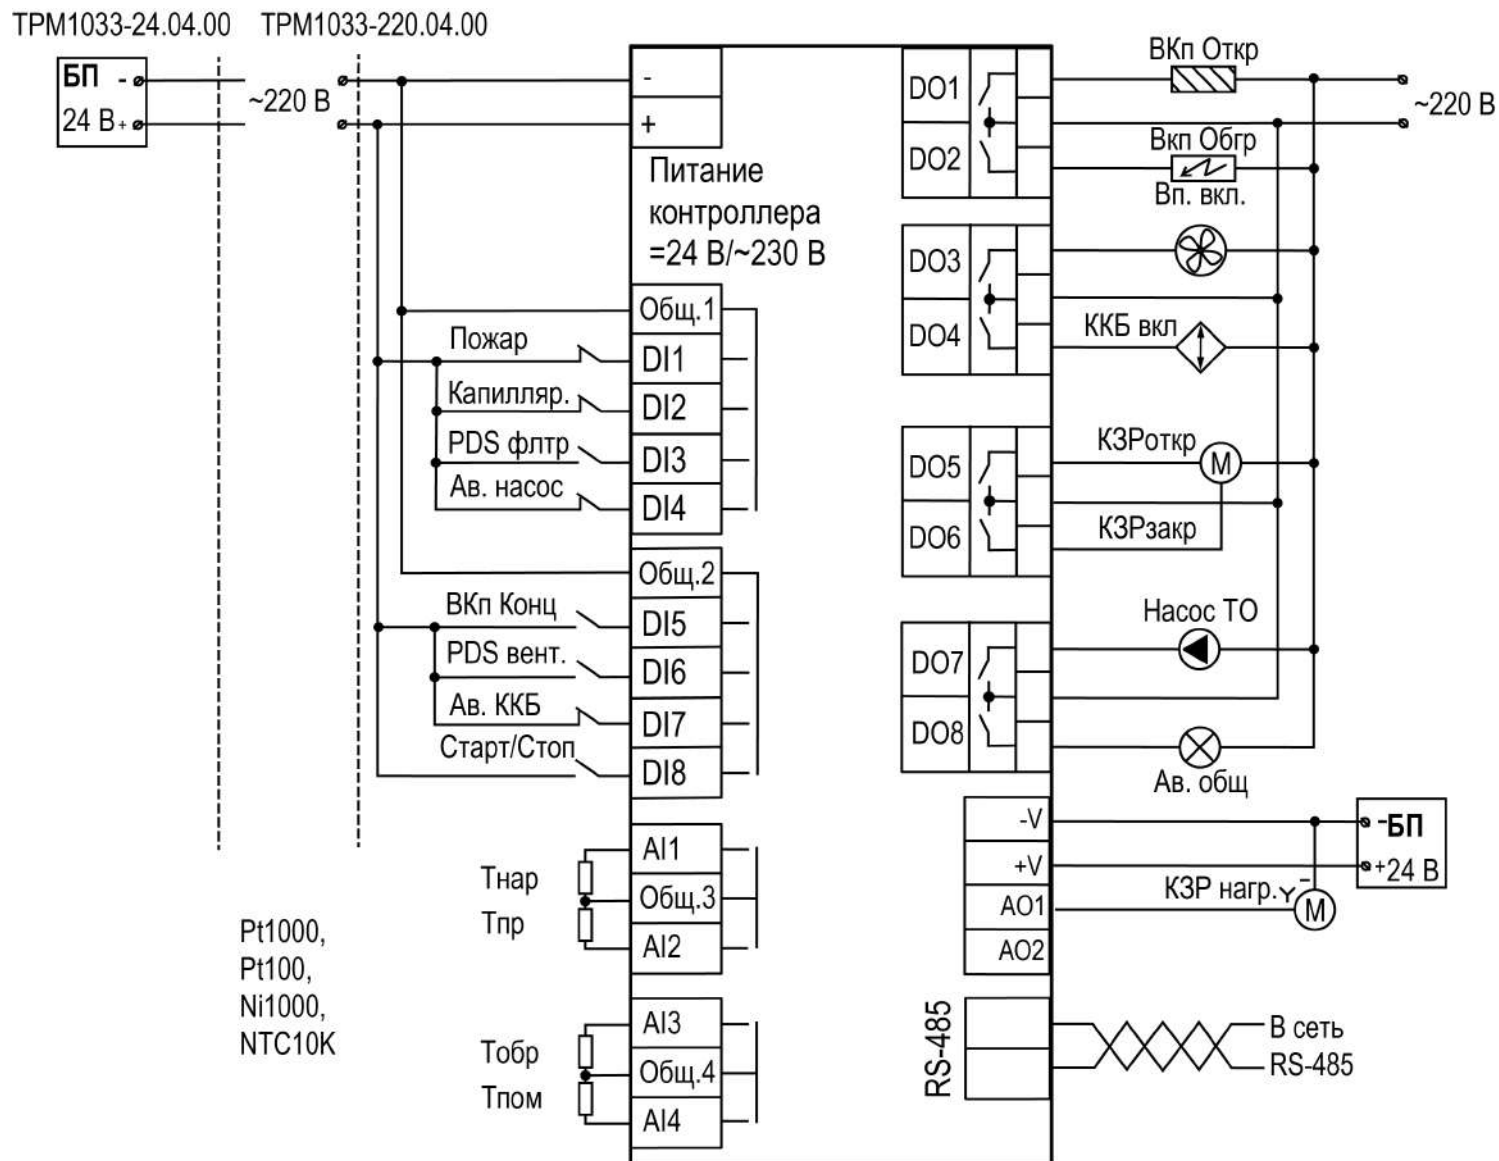 ТРМ1033-24.04.00
ТРМ1033-220.04.00
БП -
24 В +
~220 В
-
+
Питание
контроллера
=24 В/~230 В
Общ.1
Пожар
DI1
Капилляр.
DI2
PDS флтр
DI3
Ав. насос
DI4
Общ.2
ВКп Конц
DI5
PDS вент.
DI6
Ав. ККБ
DI7
Старт/Стоп
DI8
Тнар
Тпр
AI1
Общ.3
AI2
Pt1000,
Pt100,
Ni1000,
NTC10K
Тобр
Тпом
AI3
Общ.4
AI4
DO1
DO2
ВКп Откр
~220 В
Вкп Обгр
Вп. вкл.
DO3
DO4
ККБ вкл
DO5
DO6
КЗРоткр
М
КЗРзакр
DO7
DO8
Насос ТО
Ав. общ
-V
+V
AO1
AO2
- БП
+24 В
КЗР нагр. Y -
М
RS-485
В сеть
RS-485